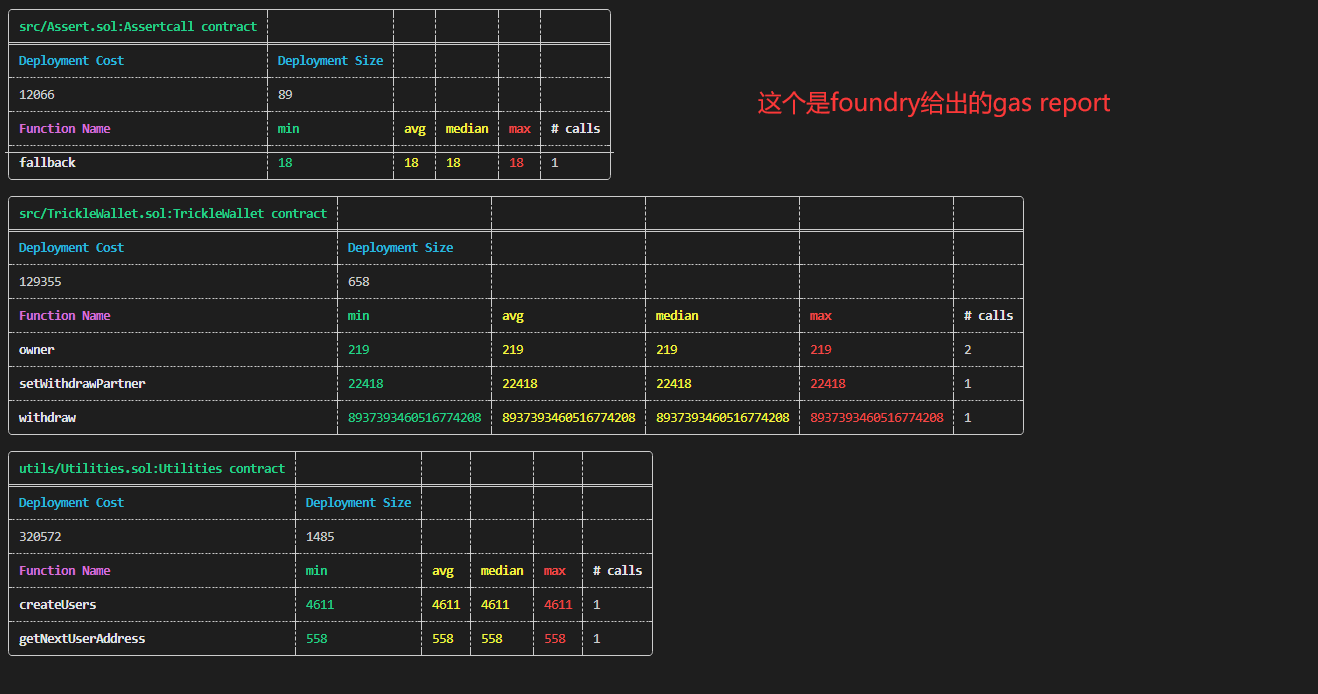 src/Assert.sol:Assertcall contract
这个是foundry给出的gas report
Deployment Cost Deployment Size
12066 89
Function Name min avg median max # calls
fallback 18 18 18 18 1
src/TrickleWallet.sol:TrickleWallet contract
Deployment Cost Deployment Size
129355 658
Function Name min avg median max # calls
owner 219 219 219 219 2
setWithdrawPartner 22418 22418 22418 22418 1
withdraw 8937393460516774208 8937393460516774208 8937393460516774208 8937393460516774208 1
utils/Utilities.sol:Utilities contract
Deployment Cost Deployment Size
320572 1485
Function Name min avg median max # calls
createUsers 4611 4611 4611 4611 1
getNextUserAddress 558 558 558 558 1